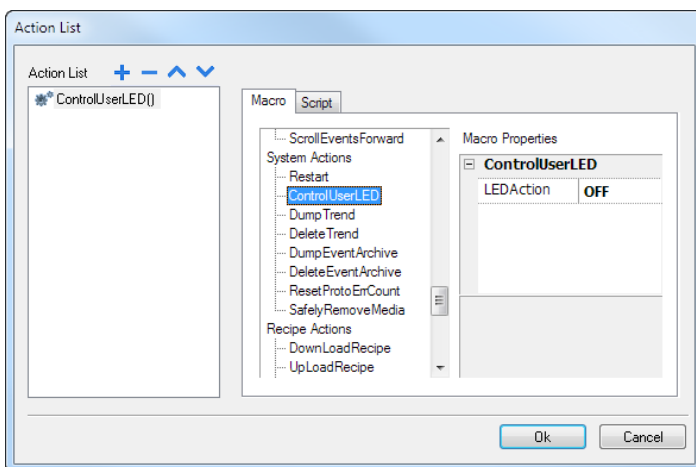 Action List
Action List
ControlUserLED()
Macro
Script
ScrollEventsForward
System Actions
Restart
ControlUserLED
DumpTrend
DeleteTrend
DumpEventArchive
DeleteEventArchive
ResetProtoErrCount
SafelyRemoveMedia
Recipe Actions
DownLoadRecipe
UpLoadRecipe
Macro Properties
ControlUserLED
LEDAction OFF
Ok
Cancel